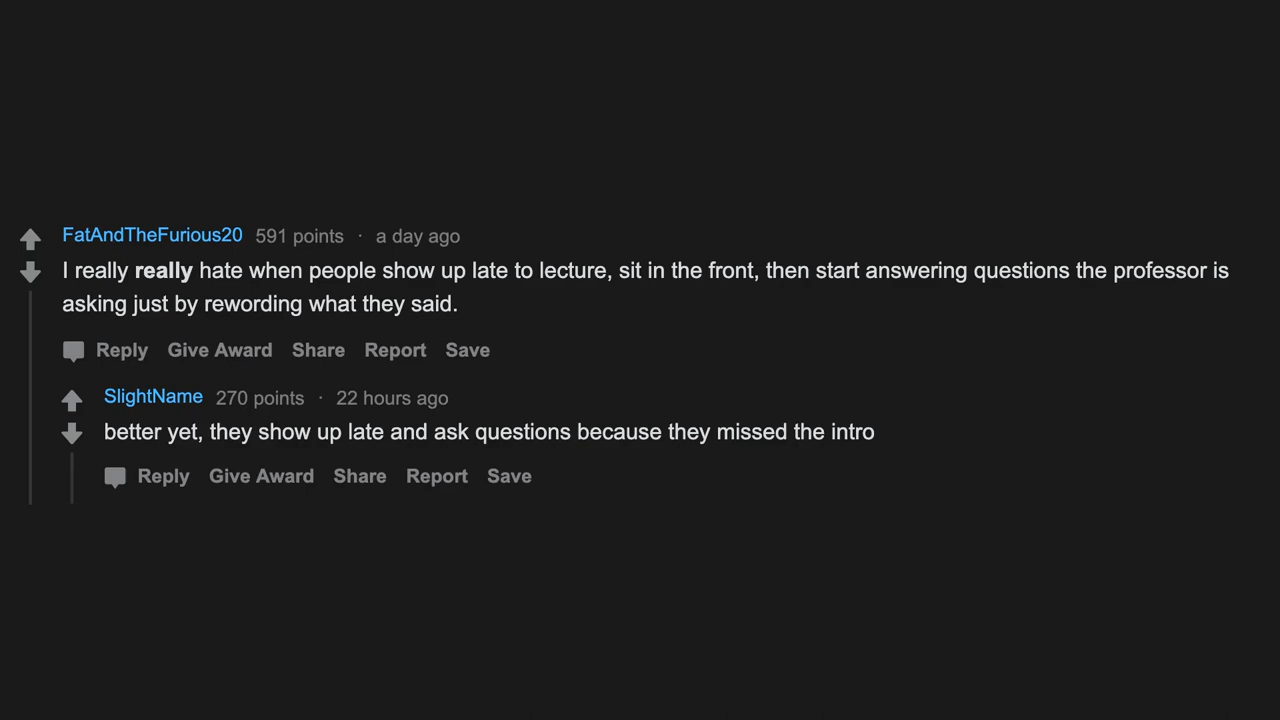 FatAndTheFurious20 591 points · a day ago
I really really hate when people show up late to lecture, sit in the front, then start answering questions the professor is
asking just by rewording what they said.
Reply Give Award Share Report Save
SlightName 270 points · 22 hours ago
better yet, they show up late and ask questions because they missed the intro
Reply Give Award Share Report Save